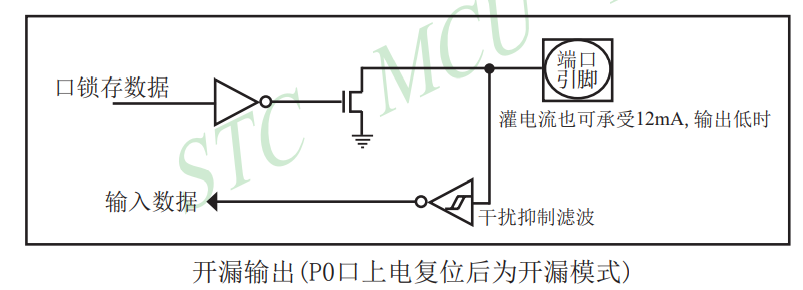 STC MCU
端口
引脚
口锁存数据
灌电流也可承受12mA, 输出低时
输入数据
干扰抑制滤波
开漏输出(P0口上电复位后为开漏模式)